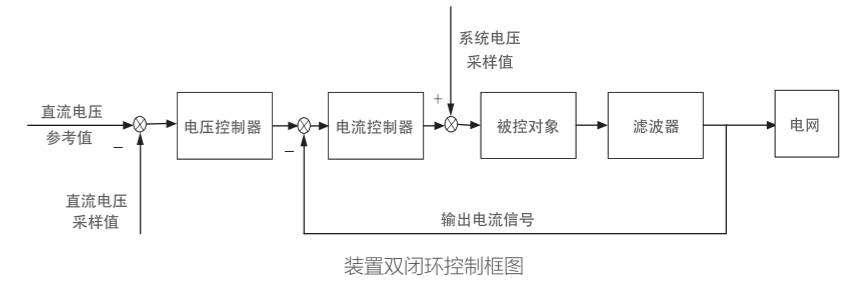 系统电压
采样值
+
直流电压
参考值
−
电压控制器
−
电流控制器
被控对象
滤波器
电网
直流电压
采样值
输出电流信号
装置双闭环控制框图